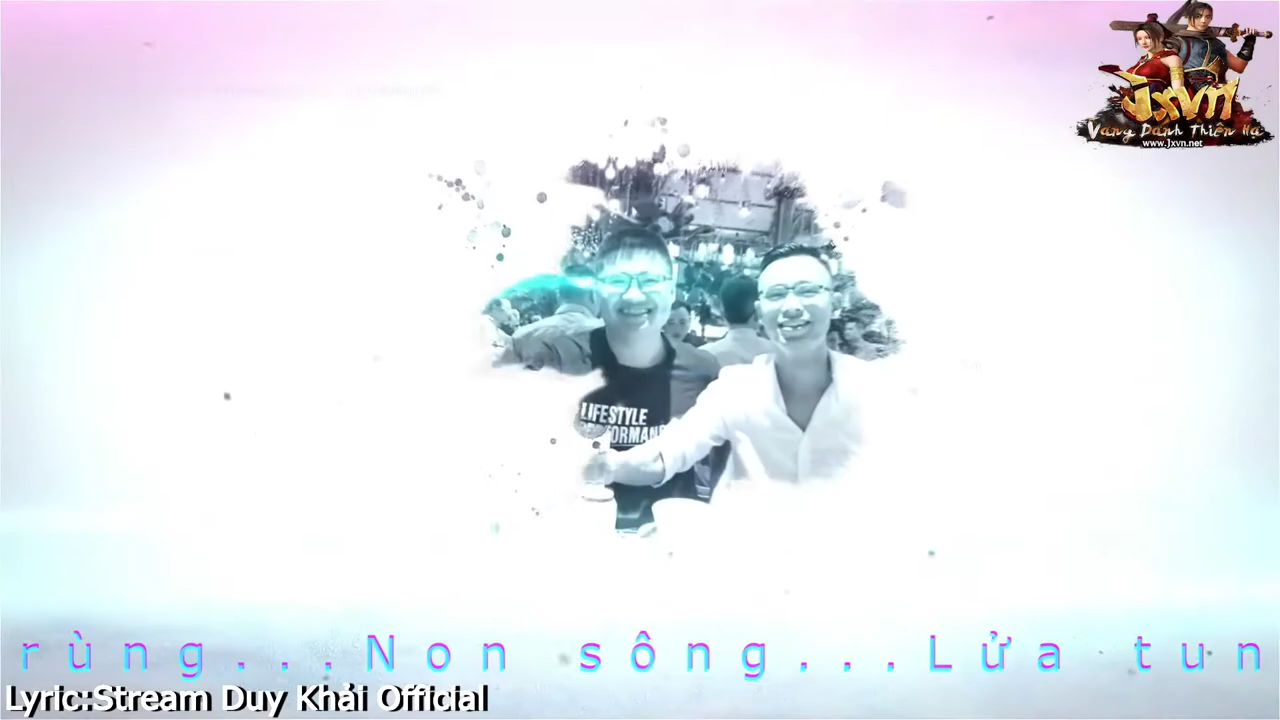 JXVN
Vang Danh Thiên Hạ
www.Jxvn.net
LIFESTYLE
rùng...Non sông...Lửa tun
Lyric::Stream Duy Khải Official